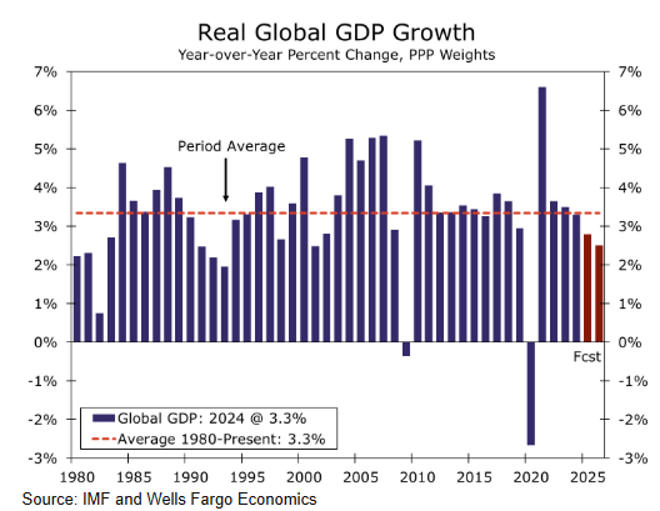 Real Global GDP Growth
Year-over-Year Percent Change, PPP Weights
7%
7%
6%
6%
5%
5%
4%
4%
3%
3%
2%
2%
1%
1%
0%
0%
-1%
-1%
-2%
-2%
-3%
-3%
Period Average
Fcst
Global GDP: 2024 @ 3.3%
Average 1980-Present: 3.3%
1980 1985 1990 1995 2000 2005 2010 2015 2020 2025
Source: IMF and Wells Fargo Economics